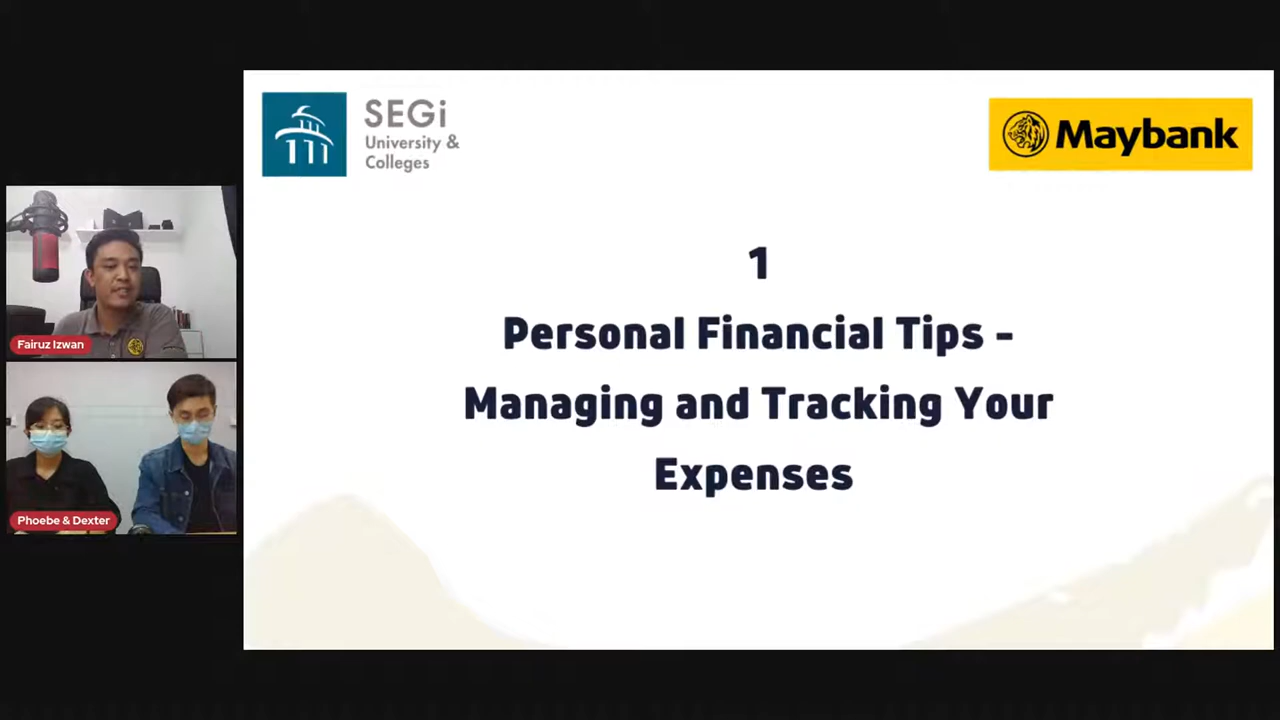 SEGi
University &
Colleges
Maybank
1
Personal Financial Tips -
Managing and Tracking Your
Expenses
Fairuz Izwan
Phoebe & Dexter